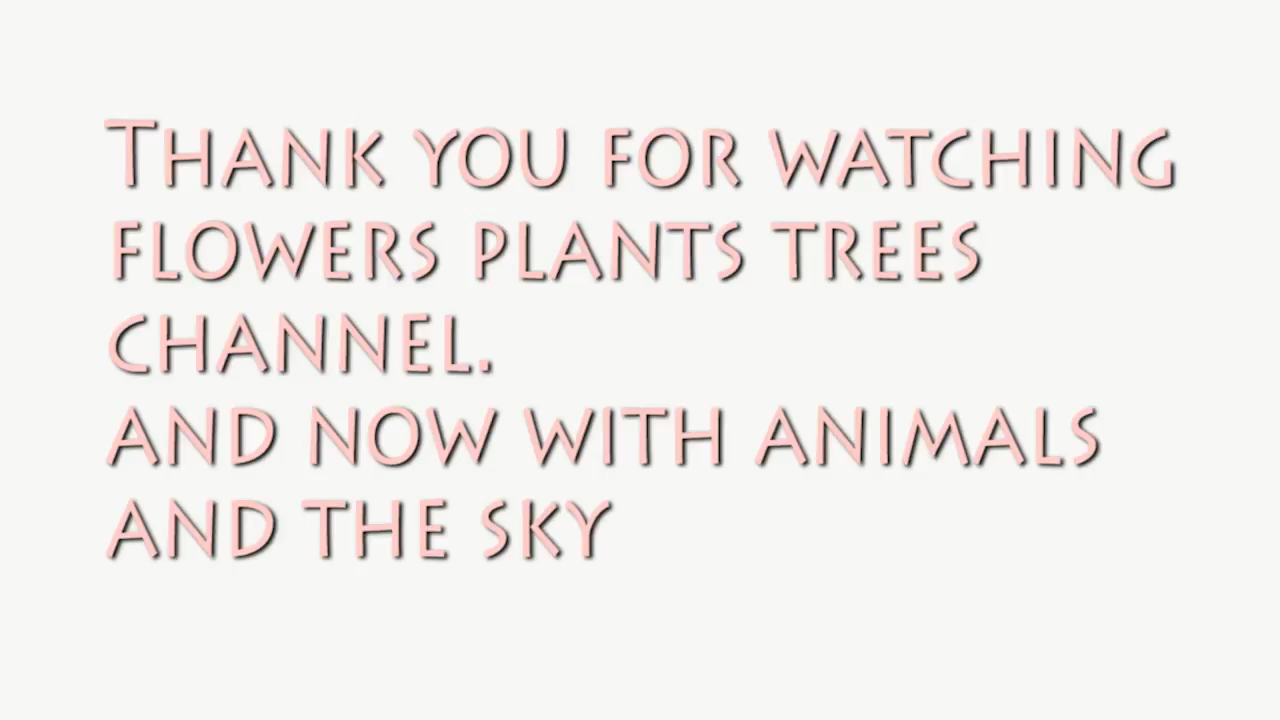 Thank you for watching
flowers plants trees
channel.
and now with animals
and the sky